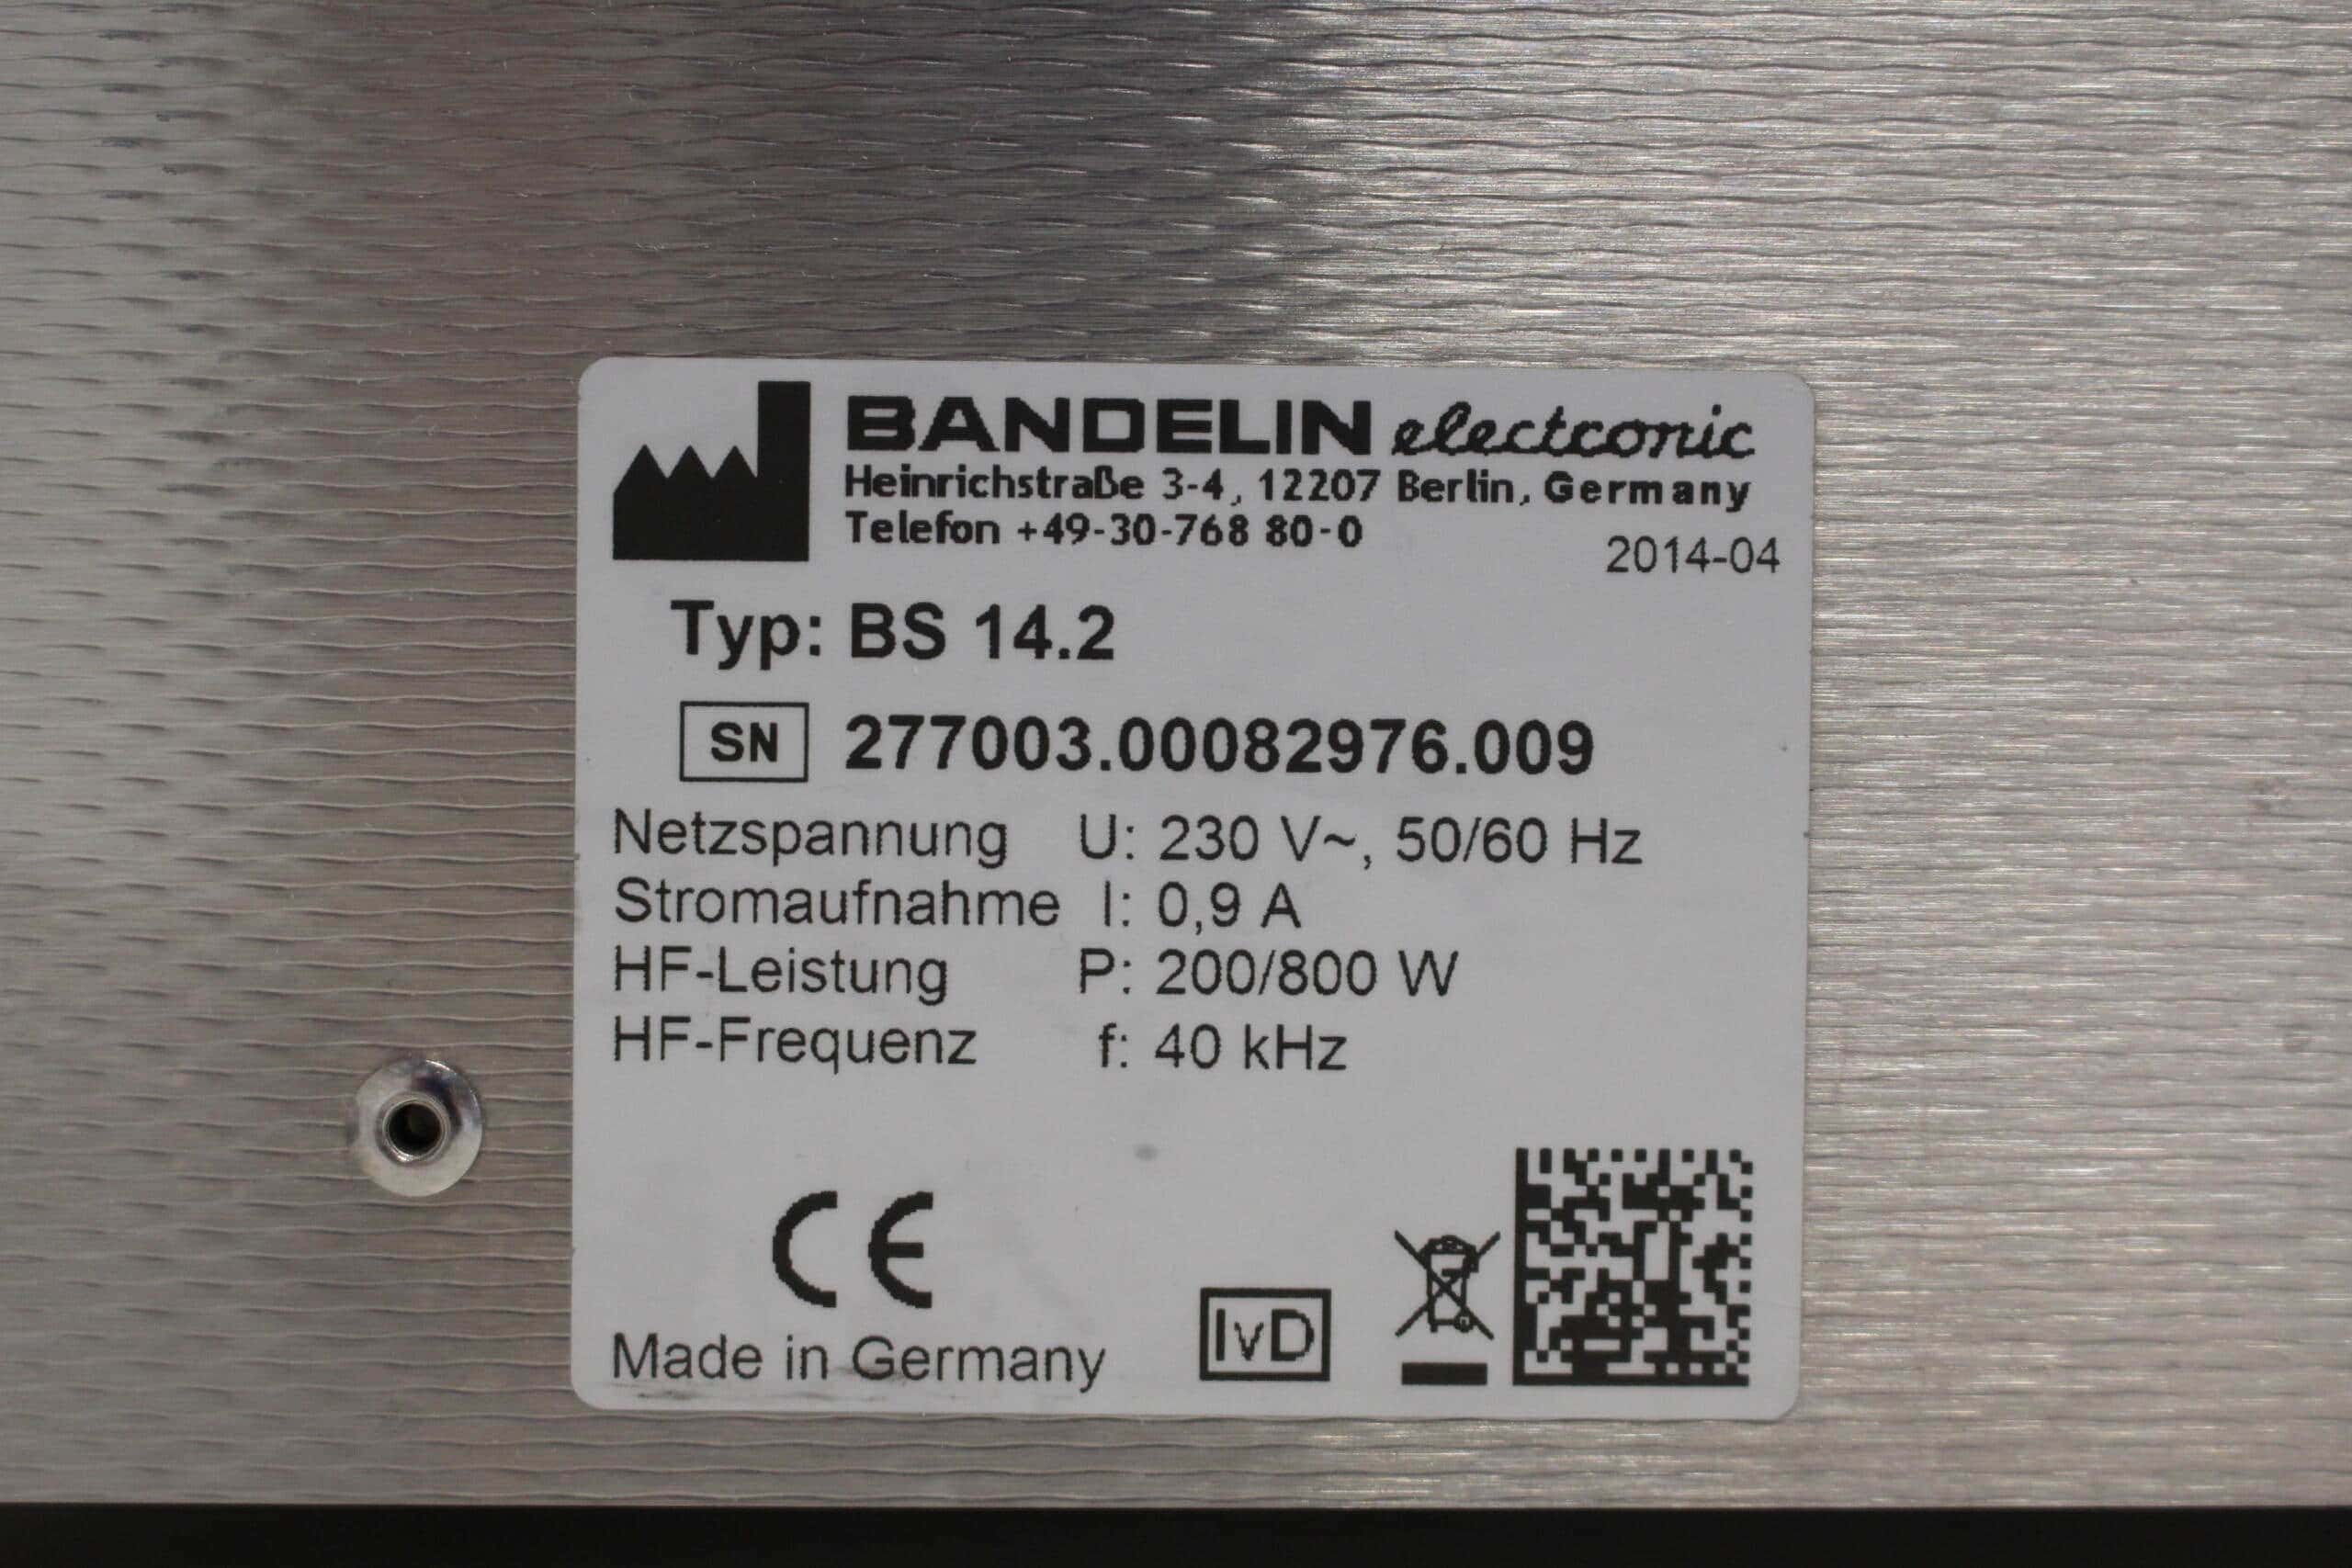 BANDELIN electronic
Heinrichstraße 3-4, 12207 Berlin, Germany
Telefon +49-30-768 80-0
2014-04
Typ: BS 14.2
SN 277003.00082976.009
Netzspannung U: 230 V~, 50/60 Hz
Stromaufnahme I: 0,9 A
HF-Leistung P: 200/800 W
HF-Frequenz f: 40 kHz
CE
Made in Germany
IvD